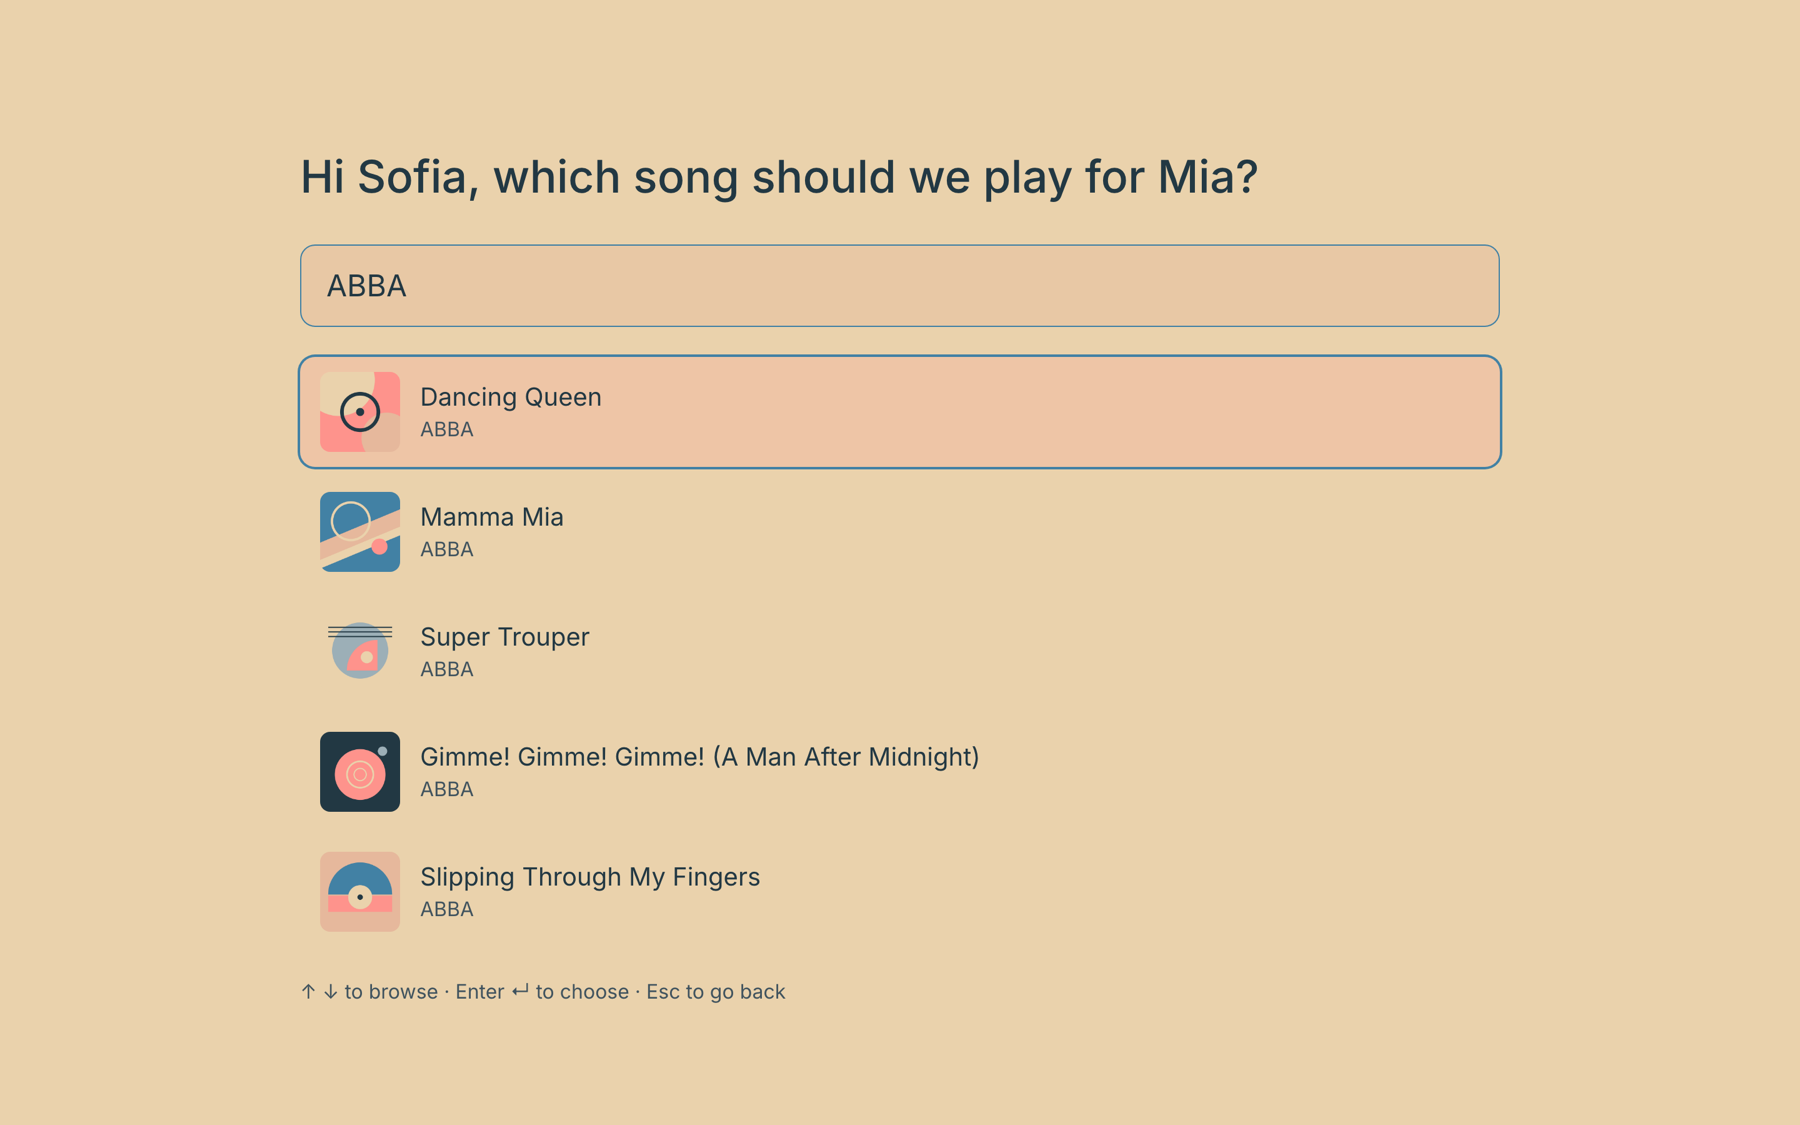 Hi Sofia, which song should we play for Mia?
ABBA
Dancing Queen
ABBA
Mamma Mia
ABBA
Super Trouper
ABBA
Gimme! Gimme! Gimme! (A Man After Midnight)
ABBA
Slipping Through My Fingers
ABBA
↑ ↓ to browse · Enter ↵ to choose · Esc to go back